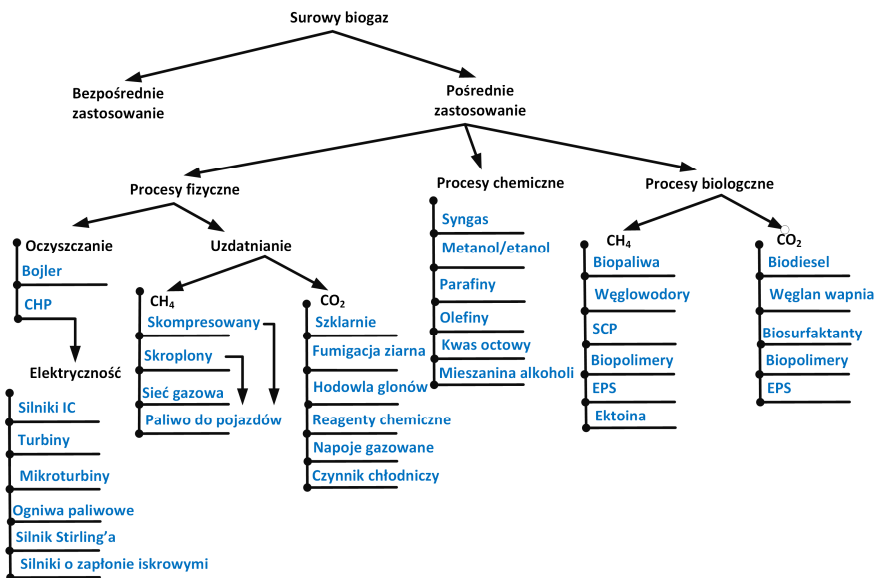 Surowy biogaz
Bezpośrednie
zastosowanie
Pośrednie
zastosowanie
Procesy fizyczne
Procesy chemiczne
Procesy biologczne
Oczyszczanie
Bojler
CHP
Elektryczność
Silniki IC
Turbiny
Mikroturbiny
Ogniwa paliwowe
Silnik Stirling’a
Silniki o zapłonie iskrowymi
Uzdatnianie
CH4
Skompresowany
Skroplony
Sieć gazowa
Paliwo do pojazdów
CO2
Szklarnie
Fumigacja ziarna
Hodowla glonów
Reagenty chemiczne
Napoje gazowane
Czynnik chłodniczy
Syngas
Metanol/etanol
Parafiny
Olefiny
Kwas octowy
Mieszanina alkoholi
CH4
Biopaliwa
Węglowodory
SCP
Biopolimery
EPS
Ektoina
CO2
Biodiesel
Węglan wapnia
Biosurfaktanty
Biopolimery
EPS